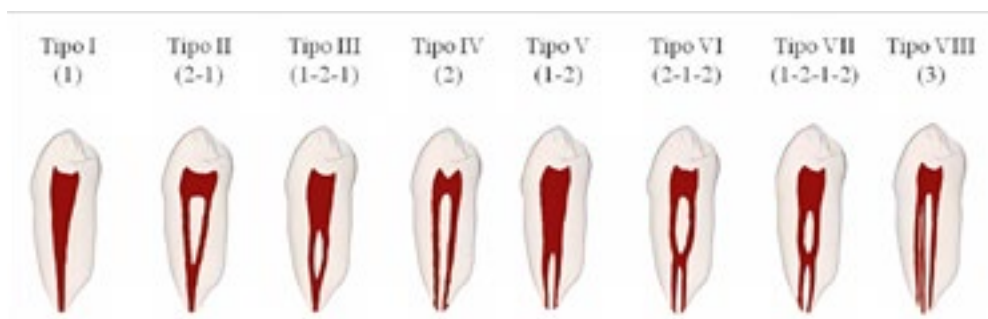 Tipo I Tipo II Tipo III Tipo IV Tipo V Tipo VI Tipo VII Tipo VIII
(1) (2-1) (1-2-1) (2) (1-2) (2-1-2) (1-2-1-2) (3)